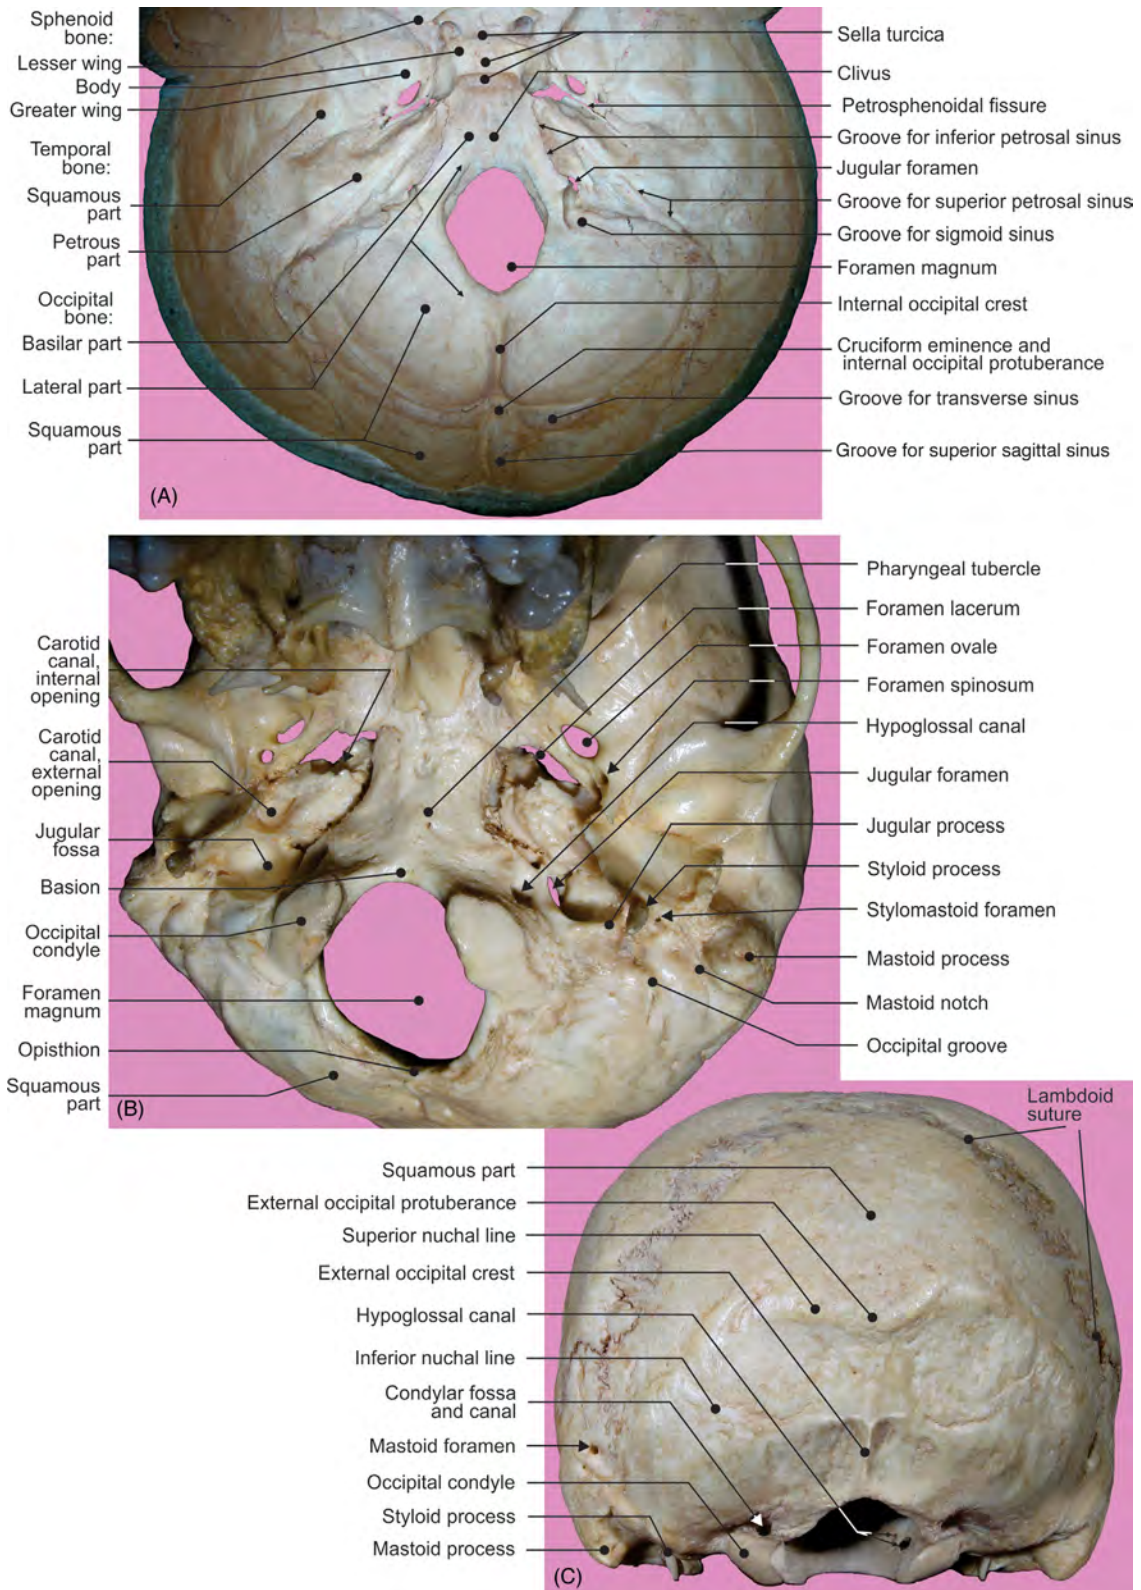 Sphenoid
bone:
Lesser wing
Body
Greater wing
Temporal
bone:
Squamous
part
Petrous
part
Occipital
bone:
Basilar part
Lateral part
Squamous
part
Sella turcica
Clivus
Petrosphenoidal fissure
Groove for inferior petrosal sinus
Jugular foramen
Groove for superior petrosal sinus
Groove for sigmoid sinus
Foramen magnum
Internal occipital crest
Cruciform eminence and
internal occipital protuberance
Groove for transverse sinus
Groove for superior sagittal sinus
(A)
Carotid
canal,
internal
opening
Carotid
canal,
external
opening
Jugular
fossa
Basion
Occipital
condyle
Foramen
magnum
Opisthion
Squamous
part
Pharyngeal tubercle
Foramen lacerum
Foramen ovale
Foramen spinosum
Hypoglossal canal
Jugular foramen
Jugular process
Styloid process
Stylomastoid foramen
Mastoid process
Mastoid notch
Occipital groove
(B)
Lambdoid
suture
Squamous part
External occipital protuberance
Superior nuchal line
External occipital crest
Hypoglossal canal
Inferior nuchal line
Condylar fossa
and canal
Mastoid foramen
Occipital condyle
Styloid process
Mastoid process
(C)